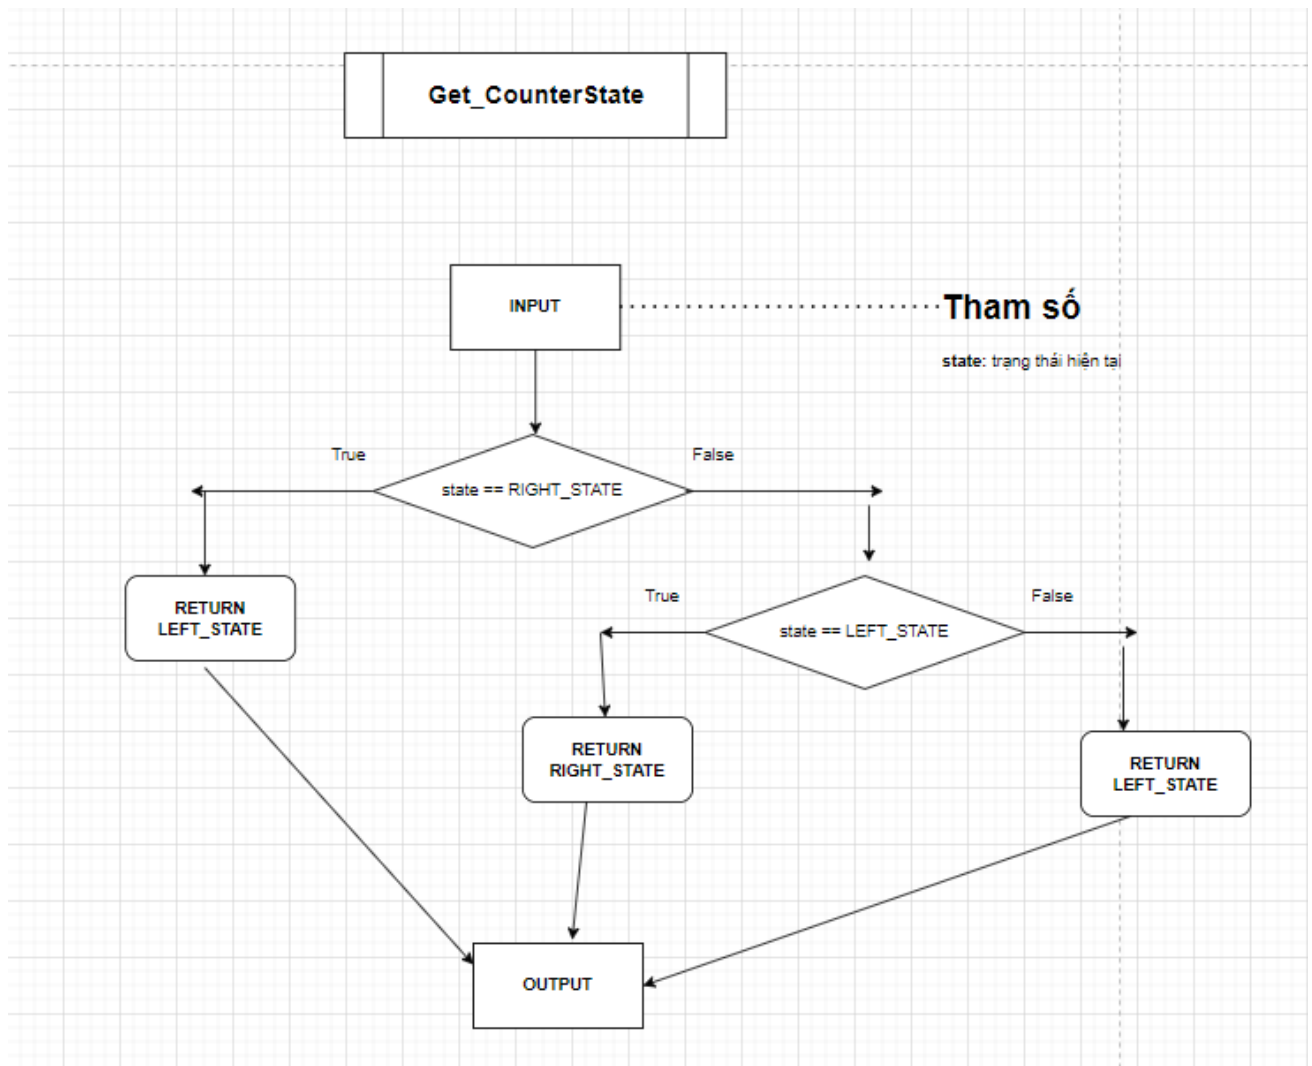 Get_CounterState
INPUT
Tham số
state: trạng thái hiện tại
True
False
state == RIGHT_STATE
RETURN
LEFT_STATE
True
False
state == LEFT_STATE
RETURN
RIGHT_STATE
RETURN
LEFT_STATE
OUTPUT